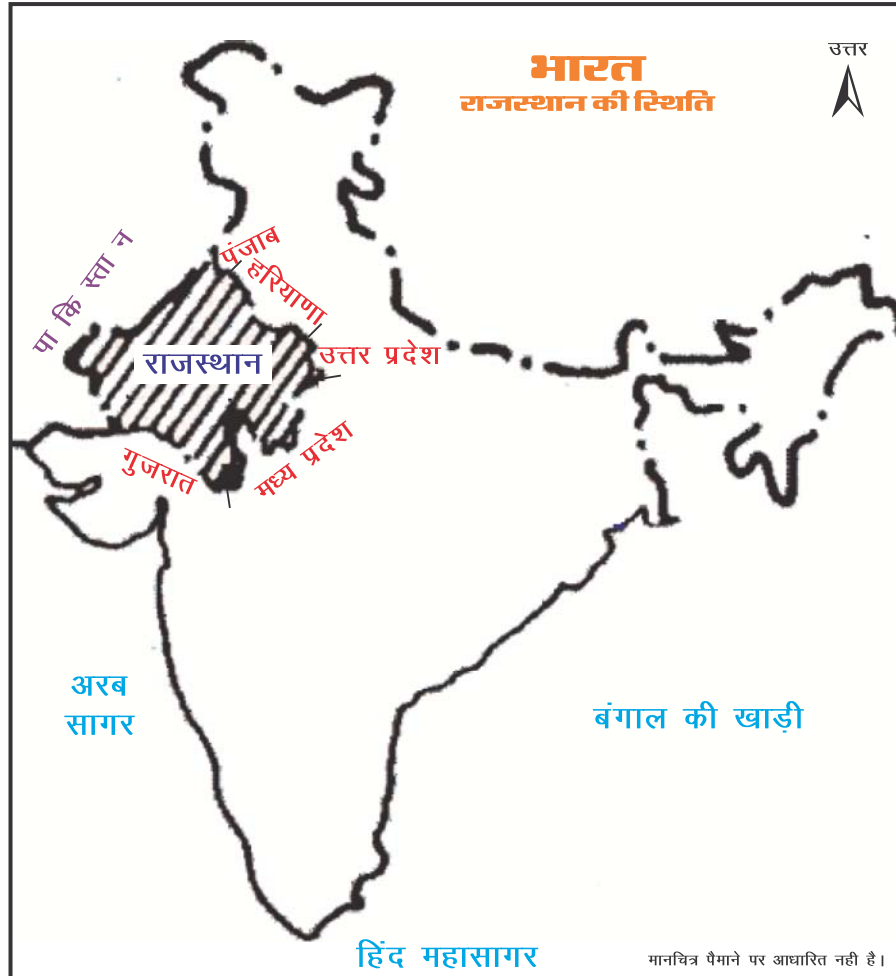 भारत
राजस्थान की स्थिति
उत्तर
पाकिस्तान
पंजाब
हरियाणा
राजस्थान
उत्तर प्रदेश
गुजरात
मध्य प्रदेश
अरब
सागर
बंगाल की खाड़ी
हिंद महासागर
मानचित्र पैमाने पर आधारित नही है।